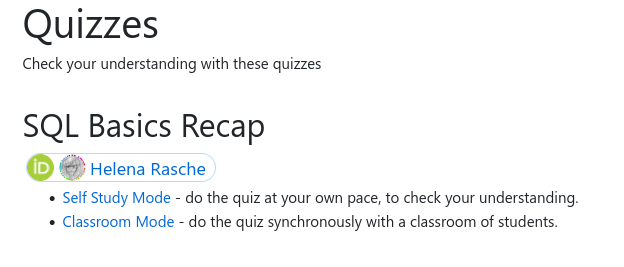 Quizzes
Check your understanding with these quizzes
SQL Basics Recap
iD Helena Rasche
• Self Study Mode - do the quiz at your own pace, to check your understanding.
• Classroom Mode - do the quiz synchronously with a classroom of students.